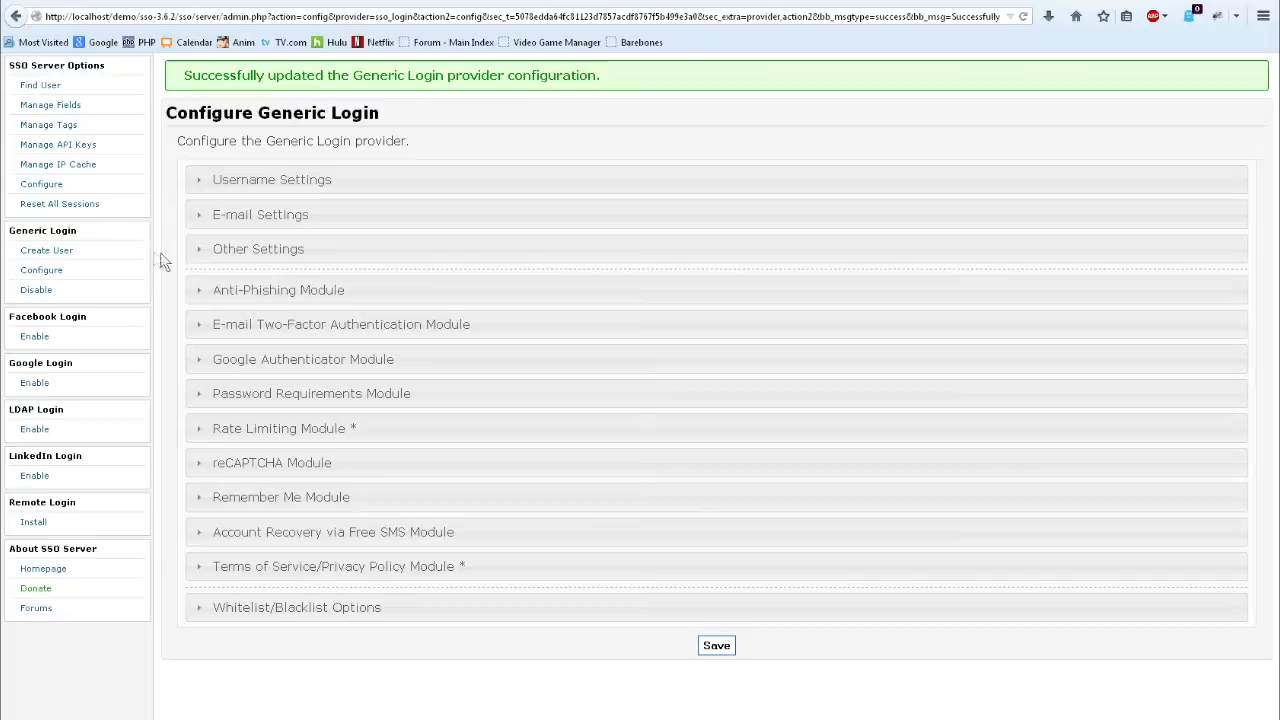 http://localhost/demo/sso-3.6.2/sso/server/admin.php?action=config&provider=sso_login&action2=config&sec_t=5078edda64fc81123d7857acdf8767f5b499e3a0&sec_extra=provider,action2&bb_msgtype=success&bb_msg=Successfully
ABP
0
Most Visited
Google
PHP
Calendar
Anim
TV.com
Hulu
Netflix
Forum - Main Index
Video Game Manager
Barebones
SSO Server Options
Find User
Manage Fields
Manage Tags
Manage API Keys
Manage IP Cache
Configure
Reset All Sessions
Generic Login
Create User
Configure
Disable
Facebook Login
Enable
Google Login
Enable
LDAP Login
Enable
LinkedIn Login
Enable
Remote Login
Install
About SSO Server
Homepage
Donate
Forums
Successfully updated the Generic Login provider configuration.
Configure Generic Login
Configure the Generic Login provider.
Username Settings
E-mail Settings
Other Settings
Anti-Phishing Module
E-mail Two-Factor Authentication Module
Google Authenticator Module
Password Requirements Module
Rate Limiting Module *
reCAPTCHA Module
Remember Me Module
Account Recovery via Free SMS Module
Terms of Service/Privacy Policy Module *
Whitelist/Blacklist Options
Save